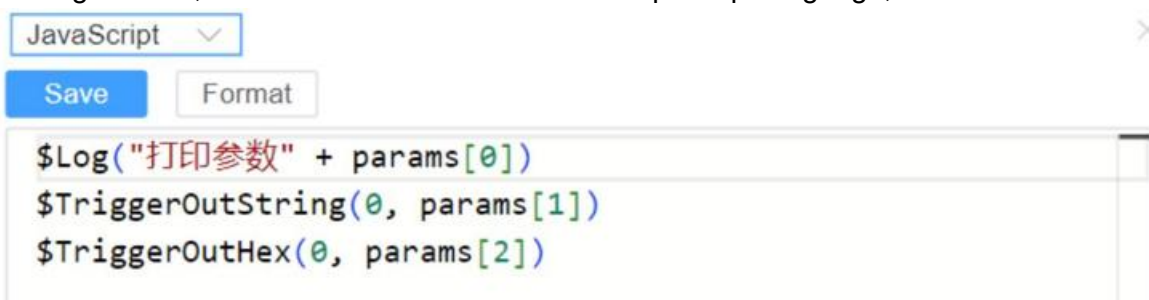 JavaScript
Save Format
$Log("打印参数" + params[0])
$TriggerOutString(0, params[1])
$TriggerOutHex(0, params[2])